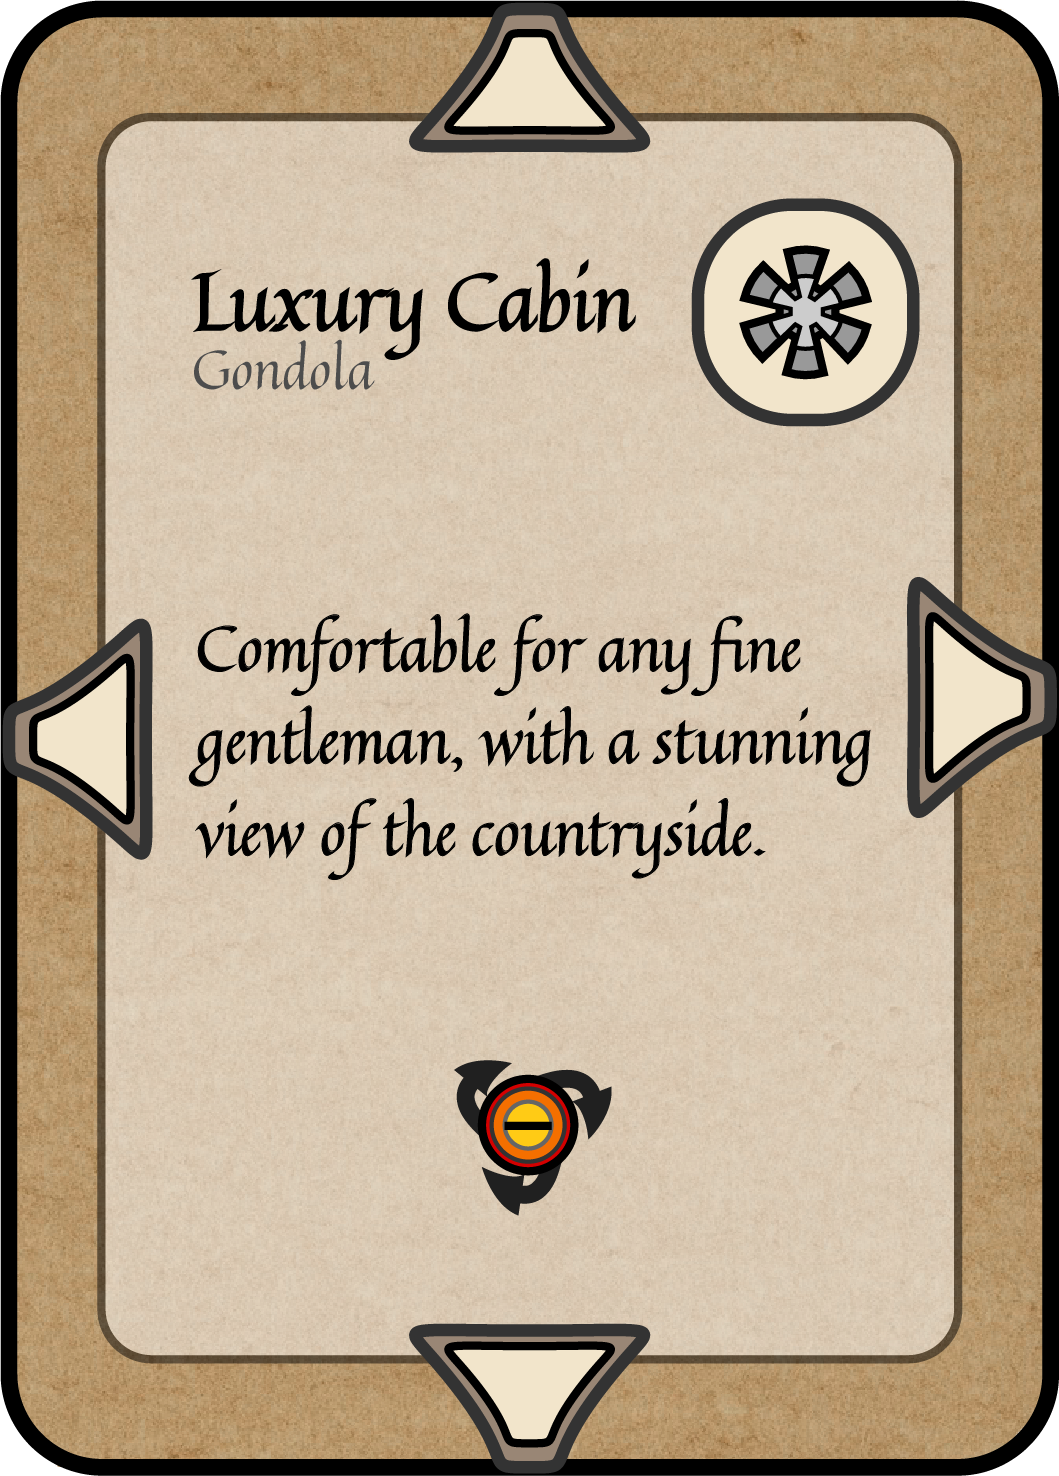 Luxury Cabin
Gondola
Comfortable for any fine
gentleman, with a stunning
view of the countryside.